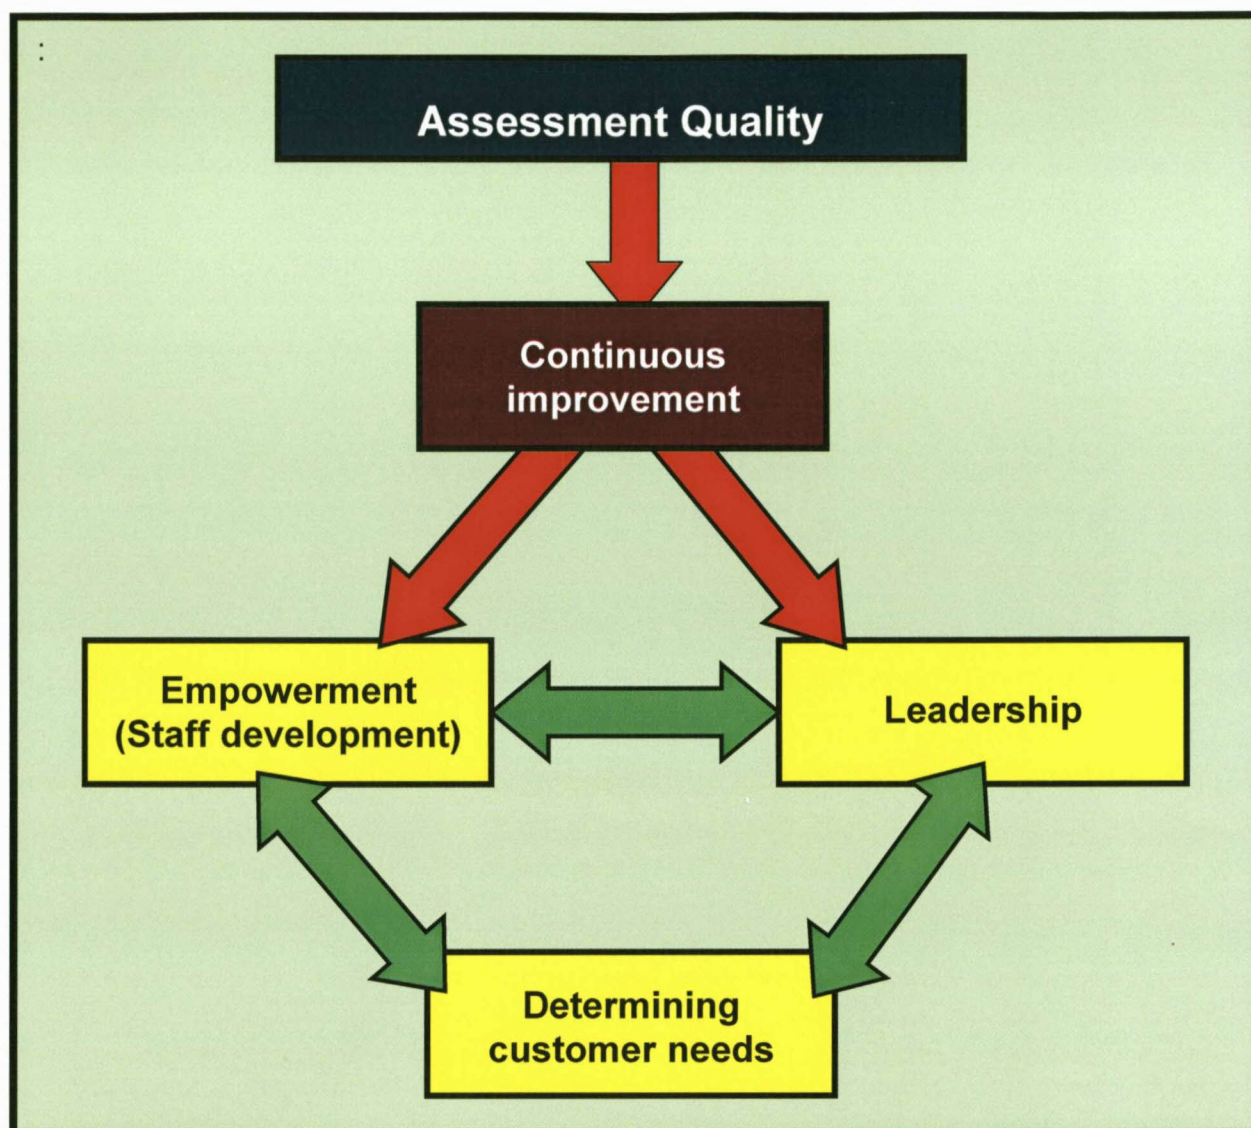 :
Assessment Quality
Continuous
improvement
Empowerment
(Staff development)
Leadership
Determining
customer needs